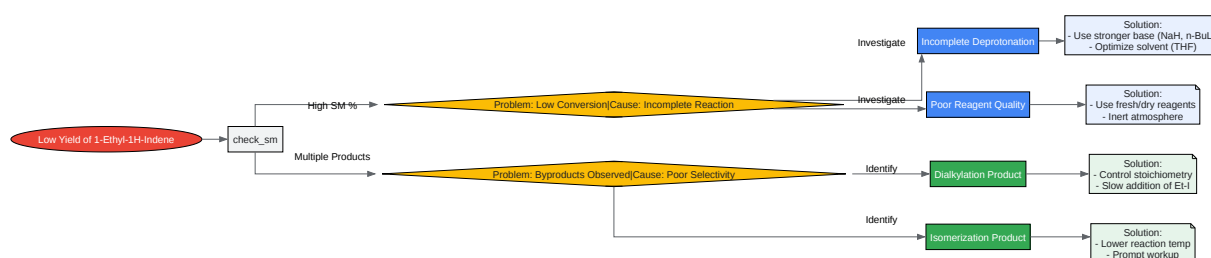 Low Yield of 1-Ethyl-1H-Indene
check_sm
High SM %
Multiple Products
Problem: Low Conversion|Cause: Incomplete Reaction
Problem: Byproducts Observed|Cause: Poor Selectivity
Investigate
Incomplete Deprotonation
Solution:
- Use stronger base (NaH, n-BuL
- Optimize solvent (THF)
Investigate
Poor Reagent Quality
Solution:
- Use fresh/dry reagents
- Inert atmosphere
Identify
Dialkylation Product
Solution:
- Control stoichiometry
- Slow addition of Et-I
Identify
Isomerization Product
Solution:
- Lower reaction temp
- Prompt workup